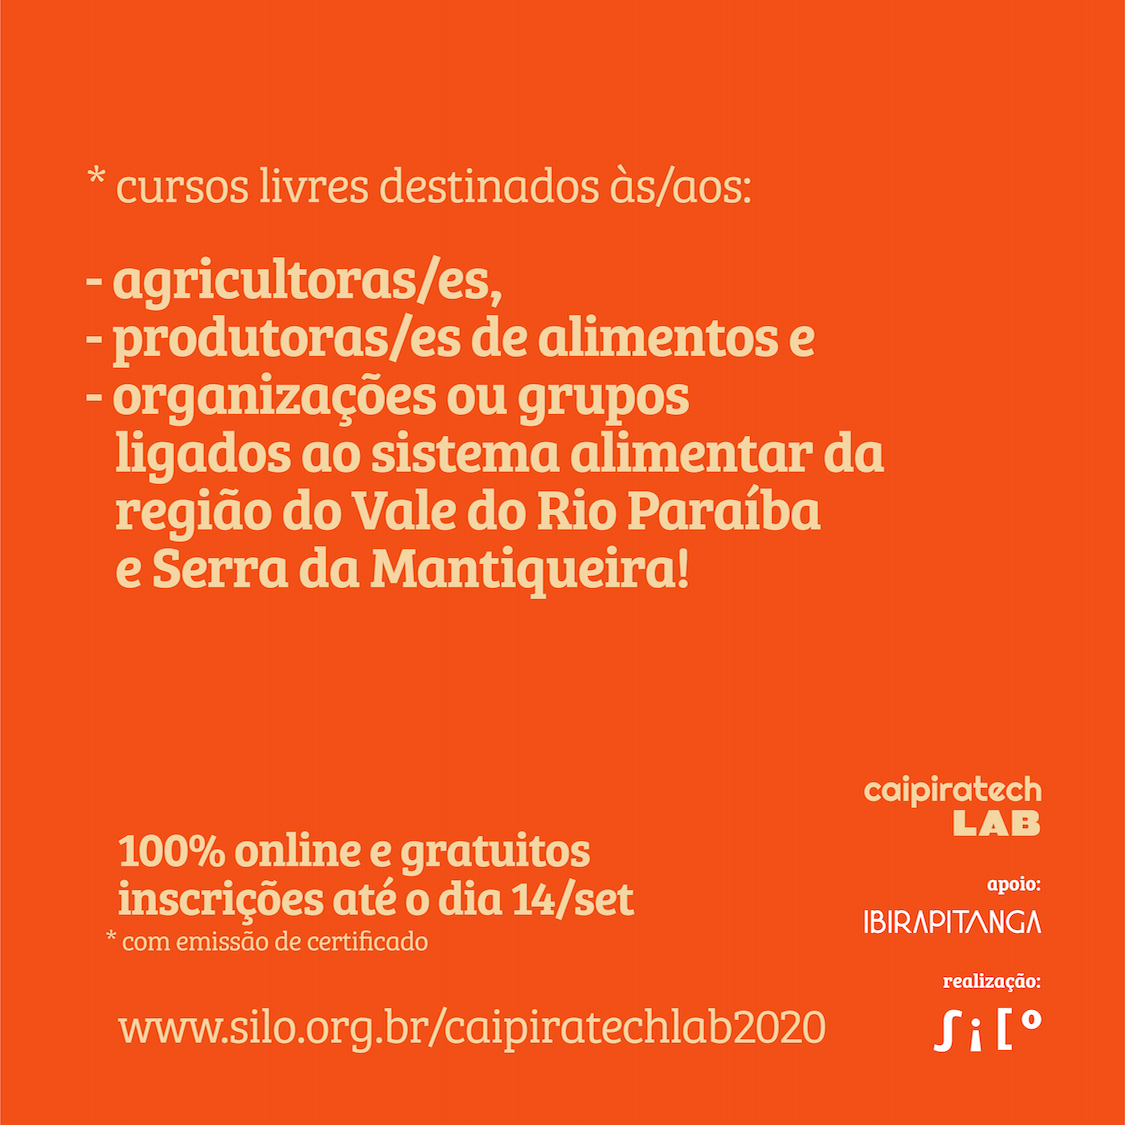 * cursos livres destinados às/aos:
- agricultoras/es,
- produtoras/es de alimentos e
- organizações ou grupos
ligados ao sistema alimentar da
região do Vale do Rio Paraíba
e Serra da Mantiqueira!
100% online e gratuitos
inscrições até o dia 14/set
* com emissão de certificado
www.silo.org.br/caipiratechlab2020
caipiratech
LAB
apoio:
IBIRAPITANGA
realização:
silo